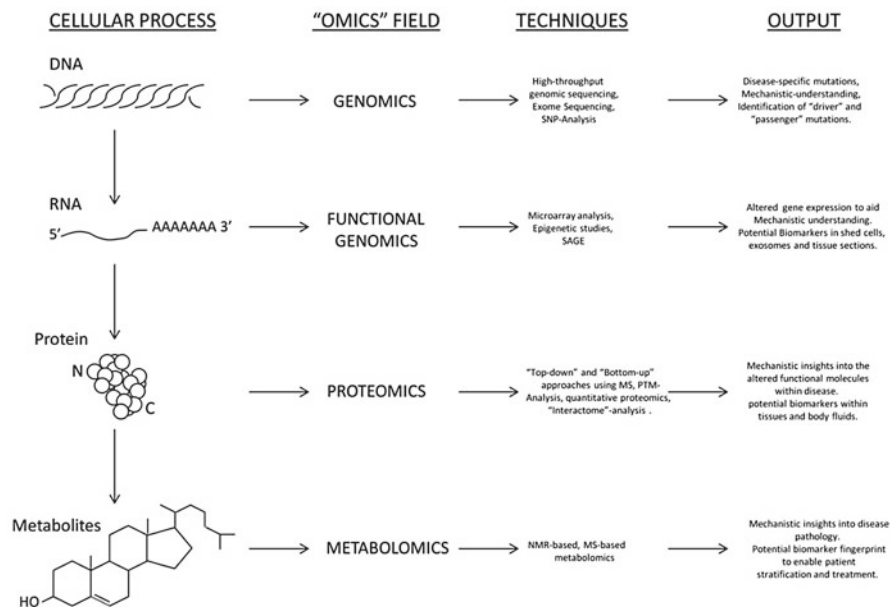 CELLULAR PROCESS
"OMICS" FIELD
TECHNIQUES
OUTPUT
DNA
GENOMICS
High-throughput
genomic sequencing,
Exome Sequencing,
SNP-Analysis
Disease-specific mutations,
Mechanistic-understanding,
Identification of "driver" and
"passenger" mutations.
RNA
5' AAAAAAA 3'
FUNCTIONAL
GENOMICS
Microarray analysis,
Epigenetic studies,
SAGE
Altered gene expression to aid
Mechanistic understanding.
Potential Biomarkers in shed cells,
exosomes and tissue sections.
Protein
N
C
PROTEOMICS
"Top-down" and "Bottom-up"
approaches using MS, PTM-
Analysis, quantitative proteomics,
"Interactome"-analysis .
Mechanistic insights into the
altered functional molecules
within disease.
potential biomarkers within
tissues and body fluids.
Metabolites
HO
METABOLOMICS
NMR-based, MS-based
metabolomics
Mechanistic insights into disease
pathology.
Potential biomarker fingerprint
to enable patient
stratification and treatment.